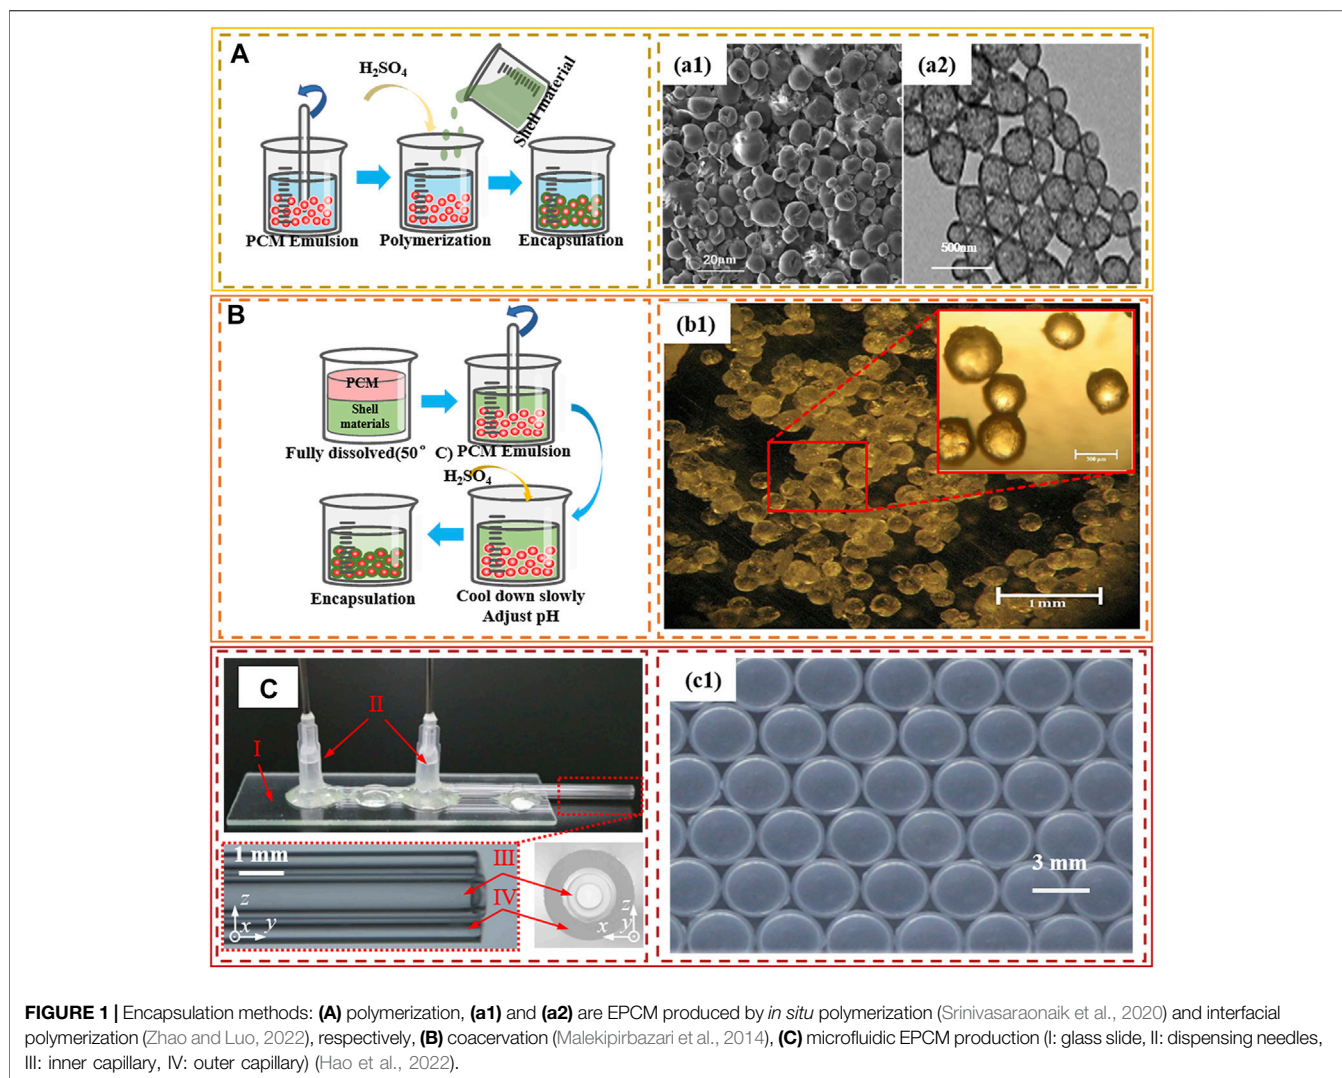 A
H₂SO₄
Shell material
PCM Emulsion
Polymerization
Encapsulation
(a1)
20nm
(a2)
500nm
B
PCM
Shell
materials
Fully dissolved(50° C)
PCM Emulsion
H₂SO₄
Encapsulation
Cool down slowly
Adjust pH
(b1)
1 mm
C
I
II
1 mm
III
IV
z
x
y
z
x
y
(c1)
3 mm
FIGURE 1 | Encapsulation methods: (A) polymerization, (a1) and (a2) are EPCM produced by in situ polymerization (Srinivasaraonaik et al., 2020) and interfacial
polymerization (Zhao and Luo, 2022), respectively, (B) coacervation (Malekipirbazari et al., 2014), (C) microfluidic EPCM production (I: glass slide, II: dispensing needles,
III: inner capillary, IV: outer capillary) (Hao et al., 2022).